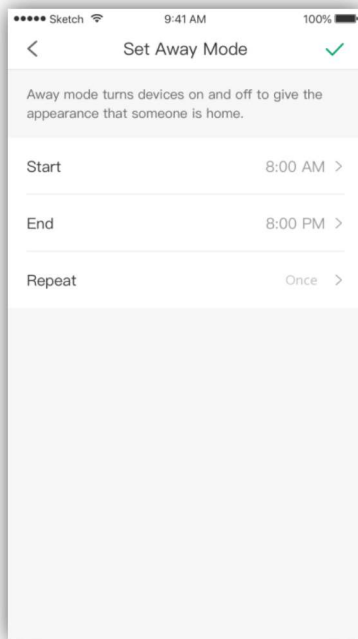 Sketch 9:41 AM 100%
Set Away Mode
Away mode turns devices on and off to give the
appearance that someone is home.
Start 8:00 AM
End 8:00 PM
Repeat Once